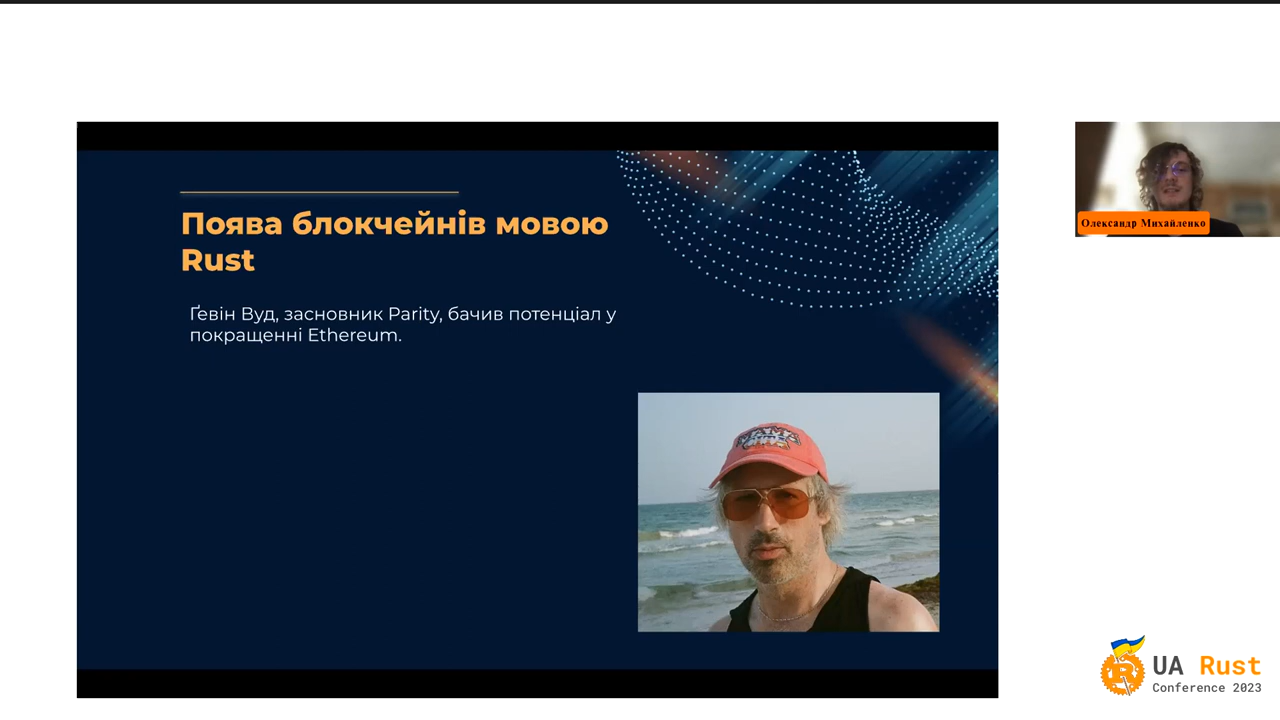 Поява блокчейнів мовою
Rust
Ґевін Вуд, засновник Parity, бачив потенціал у
покращенні Ethereum.
Олександр Михайленко
UA Rust
Conference 2023